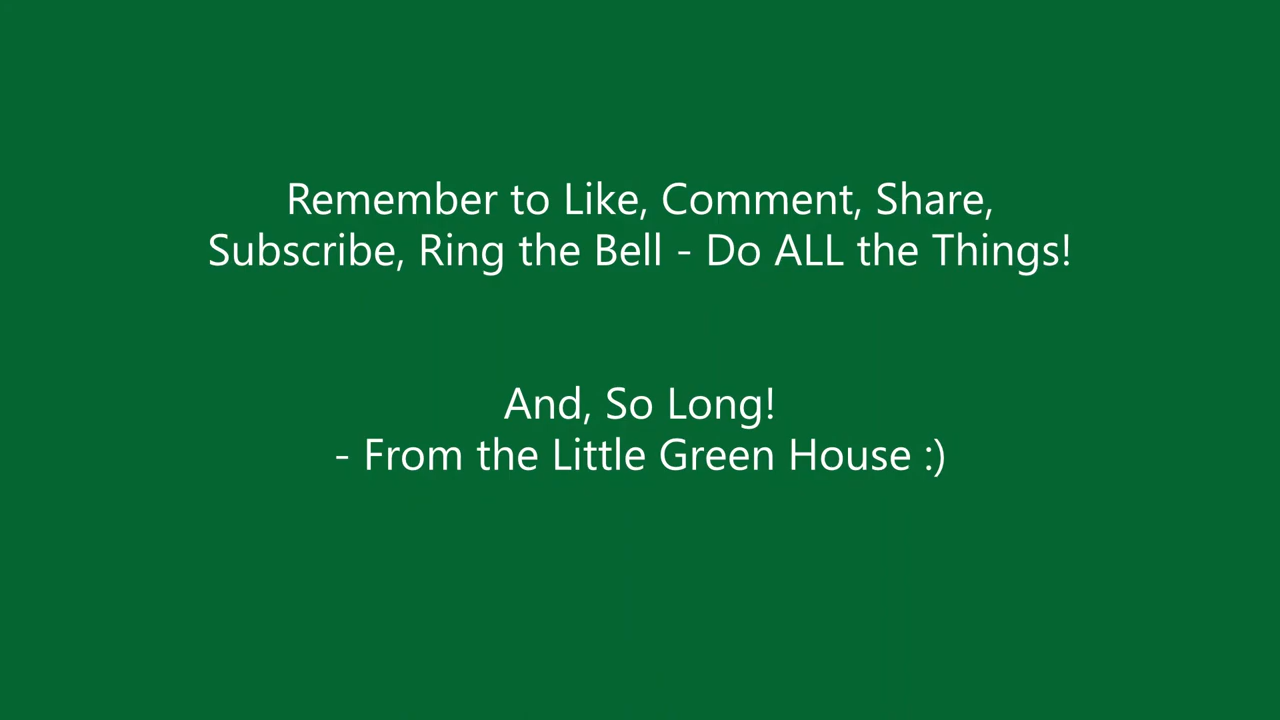 Remember to Like, Comment, Share,
Subscribe, Ring the Bell - Do ALL the Things!
And, So Long!
- From the Little Green House :)